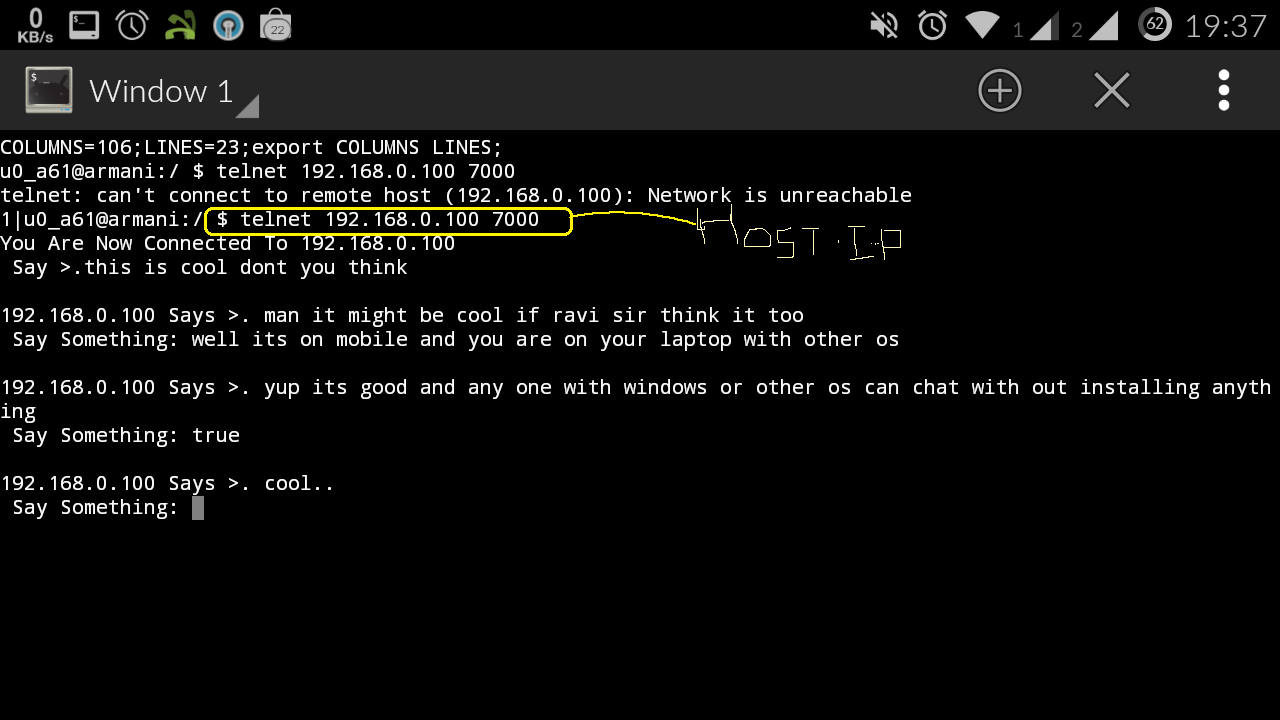 0
KB/s
22
1
2
62
19:37
$
Window 1
COLUMNS=106;LINES=23;export COLUMNS LINES;
u0_a61@armani:/ $ telnet 192.168.0.100 7000
telnet: can't connect to remote host (192.168.0.100): Network is unreachable
1|u0_a61@armani:/ $ telnet 192.168.0.100 7000
HOST.I.P
You Are Now Connected To 192.168.0.100
Say >.this is cool dont you think
192.168.0.100 Says >. man it might be cool if ravi sir think it too
Say Something: well its on mobile and you are on your laptop with other os
192.168.0.100 Says >. yup its good and any one with windows or other os can chat with out installing anyth
ing
Say Something: true
192.168.0.100 Says >. cool..
Say Something: